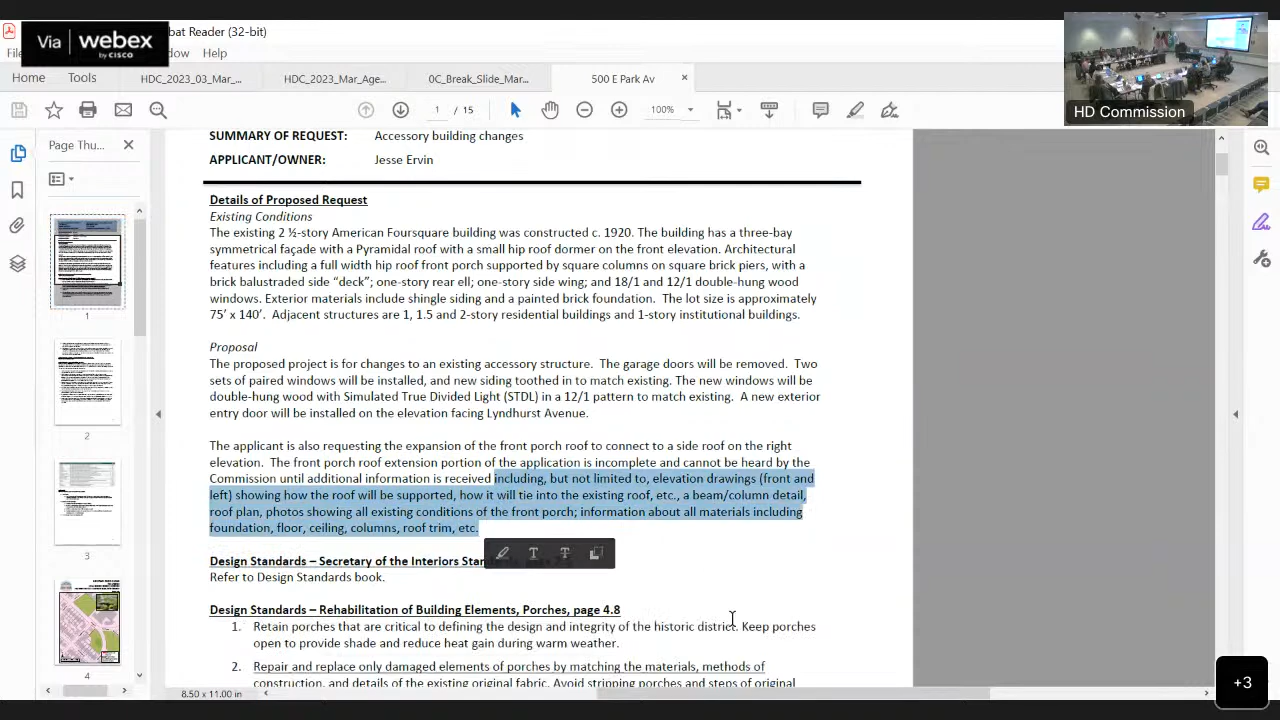 Via webex
by CISCO
bat Reader (32-bit)
dow Help
Home Tools HDC_2023_03_Mar_... HDC_2023_Mar_Age... 0C_Break_Slide_Mar... 500 E Park Av
1 / 15 100%
HD Commission
Page Thu...
1
2
3
4
SUMMARY OF REQUEST: Accessory building changes
APPLICANT/OWNER: Jesse Ervin
Details of Proposed Request
Existing Conditions
The existing 2 ½-story American Foursquare building was constructed c. 1920. The building has a three-bay
symmetrical façade with a Pyramidal roof with a small hip roof dormer on the front elevation. Architectural
features including a full width hip roof front porch supported by square columns on square brick piers, with a
brick balustraded side "deck"; one-story rear ell; one-story side wing; and 18/1 and 12/1 double-hung wood
windows. Exterior materials include shingle siding and a painted brick foundation. The lot size is approximately
75' x 140'. Adjacent structures are 1, 1.5 and 2-story residential buildings and 1-story institutional buildings.
Proposal
The proposed project is for changes to an existing accessory structure. The garage doors will be removed. Two
sets of paired windows will be installed, and new siding toothed in to match existing. The new windows will be
double-hung wood with Simulated True Divided Light (STDL) in a 12/1 pattern to match existing. A new exterior
entry door will be installed on the elevation facing Lyndhurst Avenue.
The applicant is also requesting the expansion of the front porch roof to connect to a side roof on the right
elevation. The front porch roof extension portion of the application is incomplete and cannot be heard by the
Commission until additional information is received including, but not limited to, elevation drawings (front and
left) showing how the roof will be supported, how it will tie into the existing roof, etc., a beam/column detail,
roof plan, photos showing all existing conditions of the front porch; information about all materials including
foundation, floor, ceiling, columns, roof trim, etc.
Design Standards – Secretary of the Interiors
Refer to Design Standards book.
Design Standards – Rehabilitation of Building Elements, Porches, page 4.8
1. Retain porches that are critical to defining the design and integrity of the historic district. Keep porches
open to provide shade and reduce heat gain during warm weather.
2. Repair and replace only damaged elements of porches by matching the materials, methods of
construction, and details of the existing original fabric. Avoid stripping porches and steps of original
8.50 x 11.00 in
+3